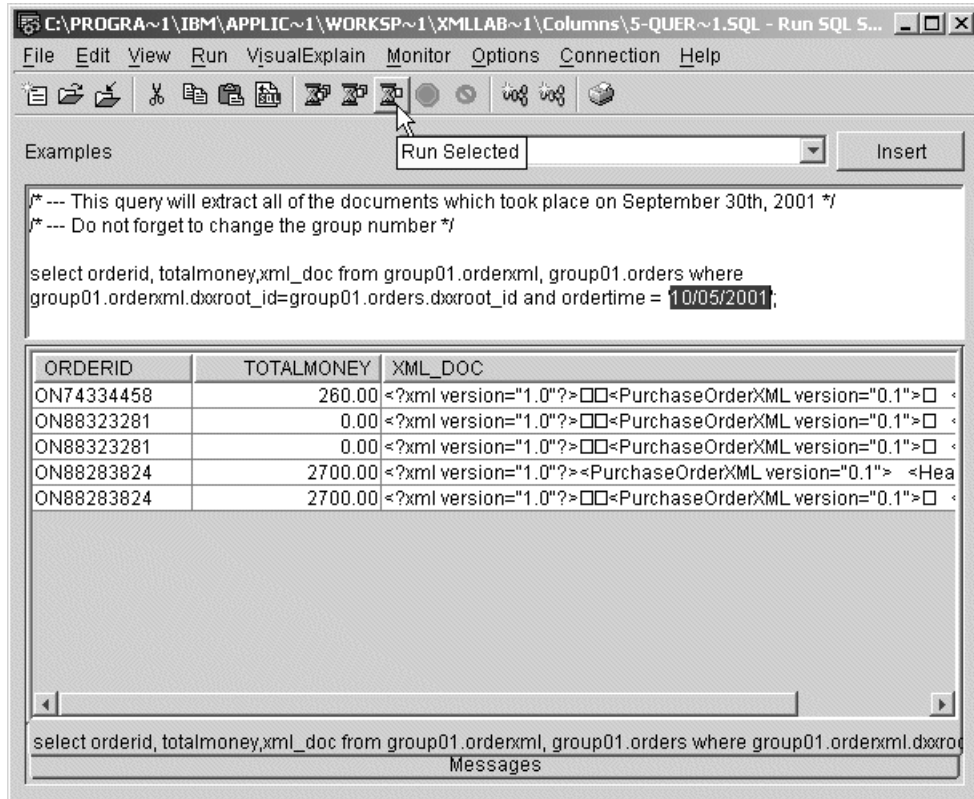 C:\PROGRA~1\IBM\APPLIC~1\WORKSP~1\XMLLAB~1\Columns\5-QUER~1.SQL - Run SQL S...
File Edit View Run VisualExplain Monitor Options Connection Help
Examples
Run Selected
Insert
/* --- This query will extract all of the documents which took place on September 30th, 2001 */
/* --- Do not forget to change the group number */
select orderid, totalmoney,xml_doc from group01.orderxml, group01.orders where
group01.orderxml.dxxroot_id=group01.orders.dxxroot_id and ordertime = '10/05/2001';
ORDERID TOTALMONEY XML_DOC
ON74334458 260.00 <?xml version="1.0"?>□□<PurchaseOrderXML version="0.1">□ <
ON88323281 0.00 <?xml version="1.0"?>□□<PurchaseOrderXML version="0.1">□ <
ON88323281 0.00 <?xml version="1.0"?>□□<PurchaseOrderXML version="0.1">□ <
ON88283824 2700.00 <?xml version="1.0"?><PurchaseOrderXML version="0.1"> <Hea
ON88283824 2700.00 <?xml version="1.0"?>□□<PurchaseOrderXML version="0.1">□ <
select orderid, totalmoney,xml_doc from group01.orderxml, group01.orders where group01.orderxml.dxxroo
Messages